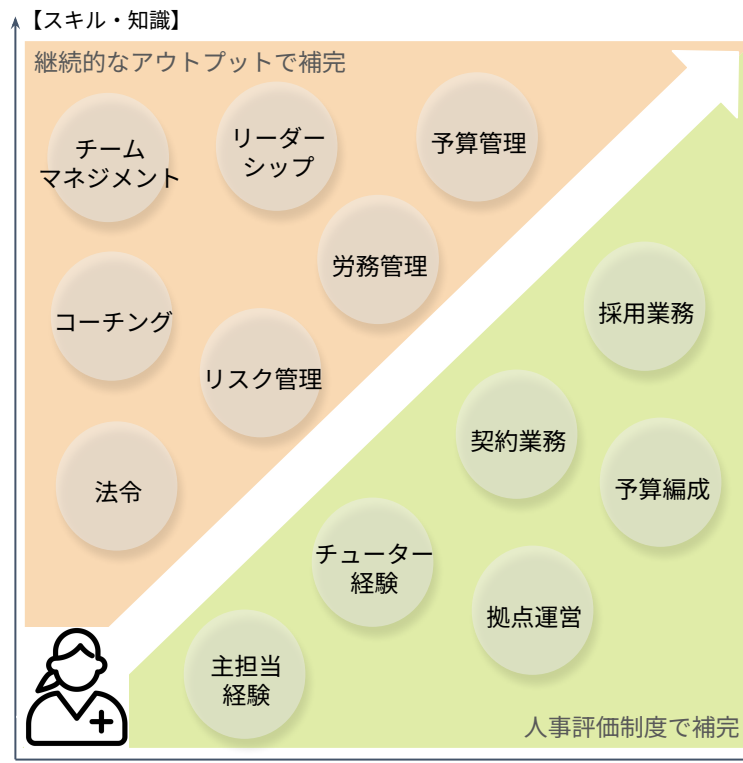 【スキル・知識】
継続的なアウトプットで補完
チーム
マネジメント
リーダー
シップ
予算管理
労務管理
コーチング
リスク管理
法令
採用業務
契約業務
予算編成
チューター
経験
拠点運営
主担当
経験
人事評価制度で補完